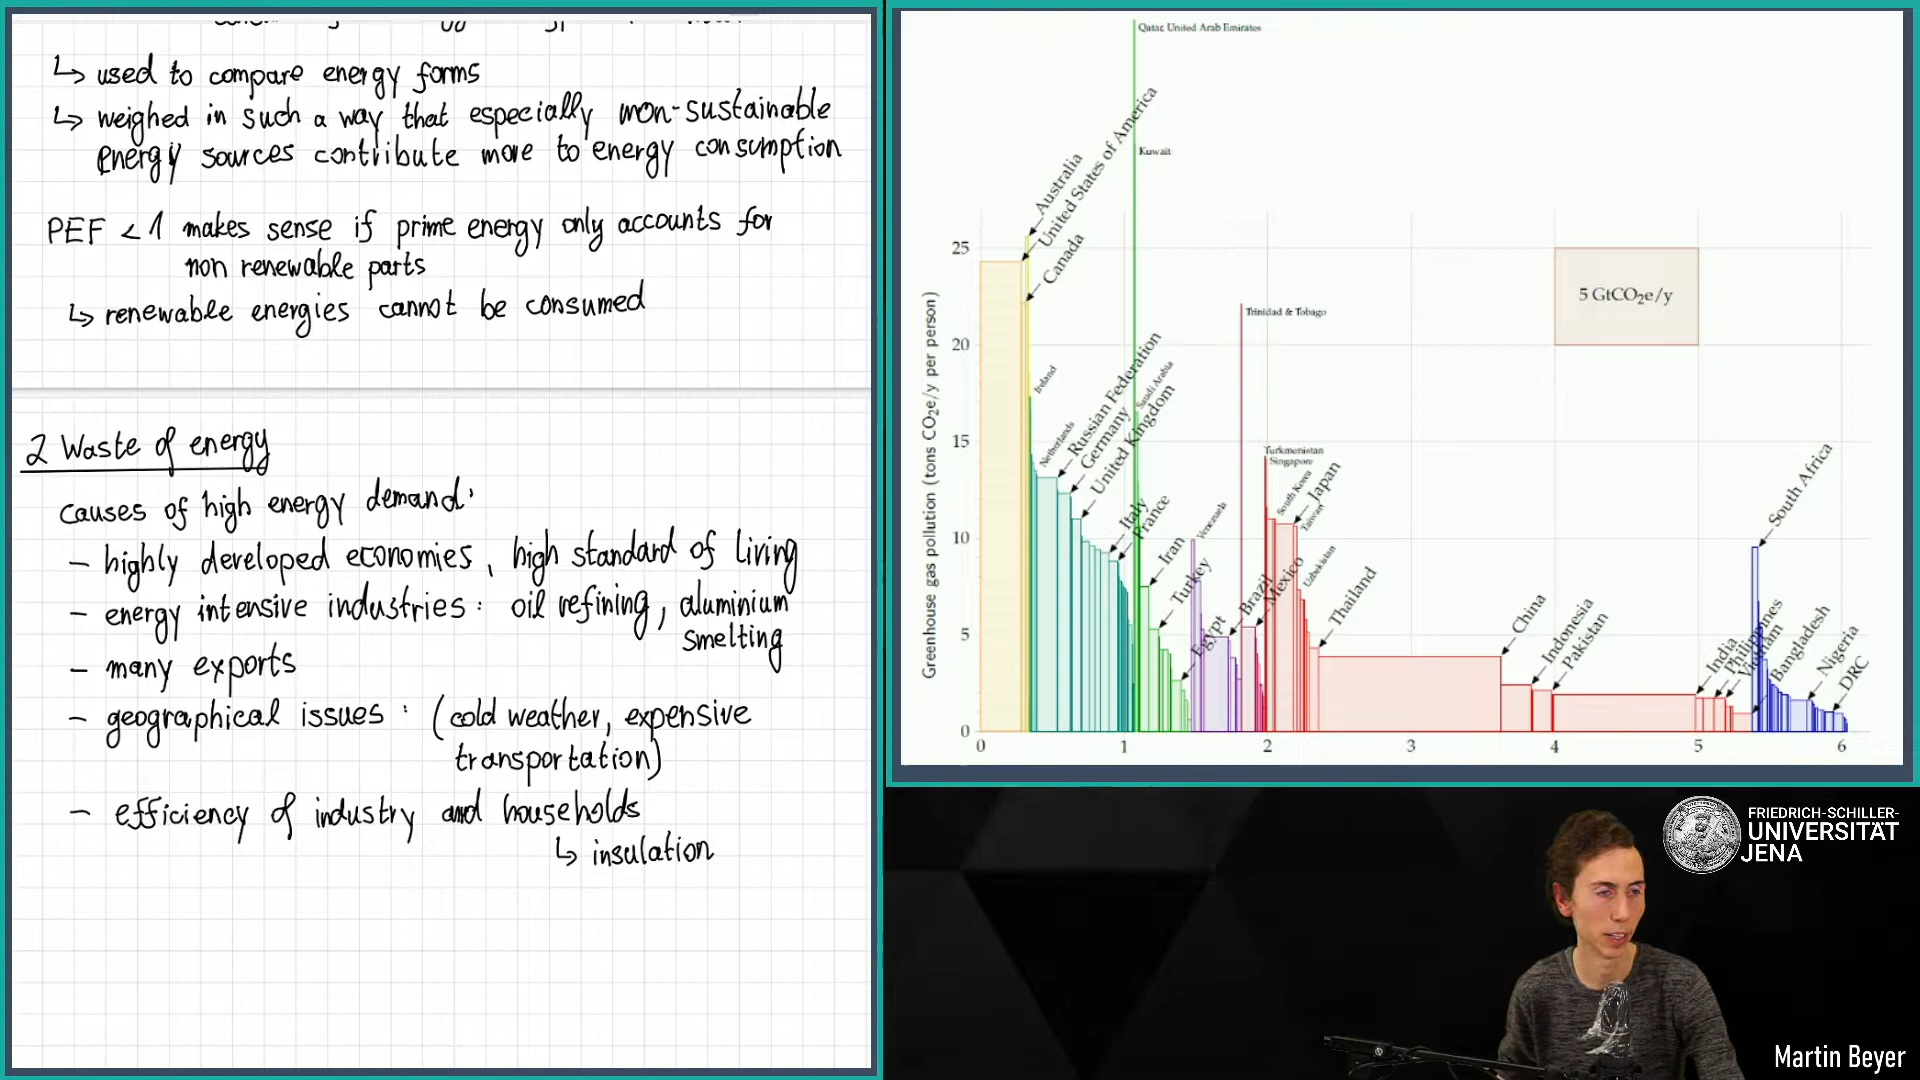 ↳ used to compare energy forms
↳ weighed in such a way that especially non-sustainable
energy sources contribute more to energy consumption
PEF < 1 makes sense if prime energy only accounts for
non renewable parts
↳ renewable energies cannot be consumed
2 Waste of energy
causes of high energy demand:
- highly developed economies, high standard of living
- energy intensive industries: oil refining, aluminium
smelting
- many exports
- geographical issues: (cold weather, expensive
transportation)
- efficiency of industry and households
↳ insulation
Qatar, United Arab Emirates
Kuwait
Australia
United States of America
Canada
Trinidad & Tobago
Ireland
Netherlands
Russian Federation
Germany
United Kingdom
Saudi Arabia
Italy
France
Iran
Turkey
Egypt
Venezuela
Brazil
Mexico
Turkmenistan
Singapore
South Korea
Japan
Taiwan
Uzbekistan
Thailand
China
Indonesia
Pakistan
India
Philippines
Vietnam
Bangladesh
South Africa
Nigeria
DRC
5 GtCO₂e/y
Greenhouse gas pollution (tons CO₂e/y per person)
25
20
15
10
5
0
0 1 2 3 4 5 6
FRIEDRICH-SCHILLER-
UNIVERSITÄT
JENA
Martin Beyer